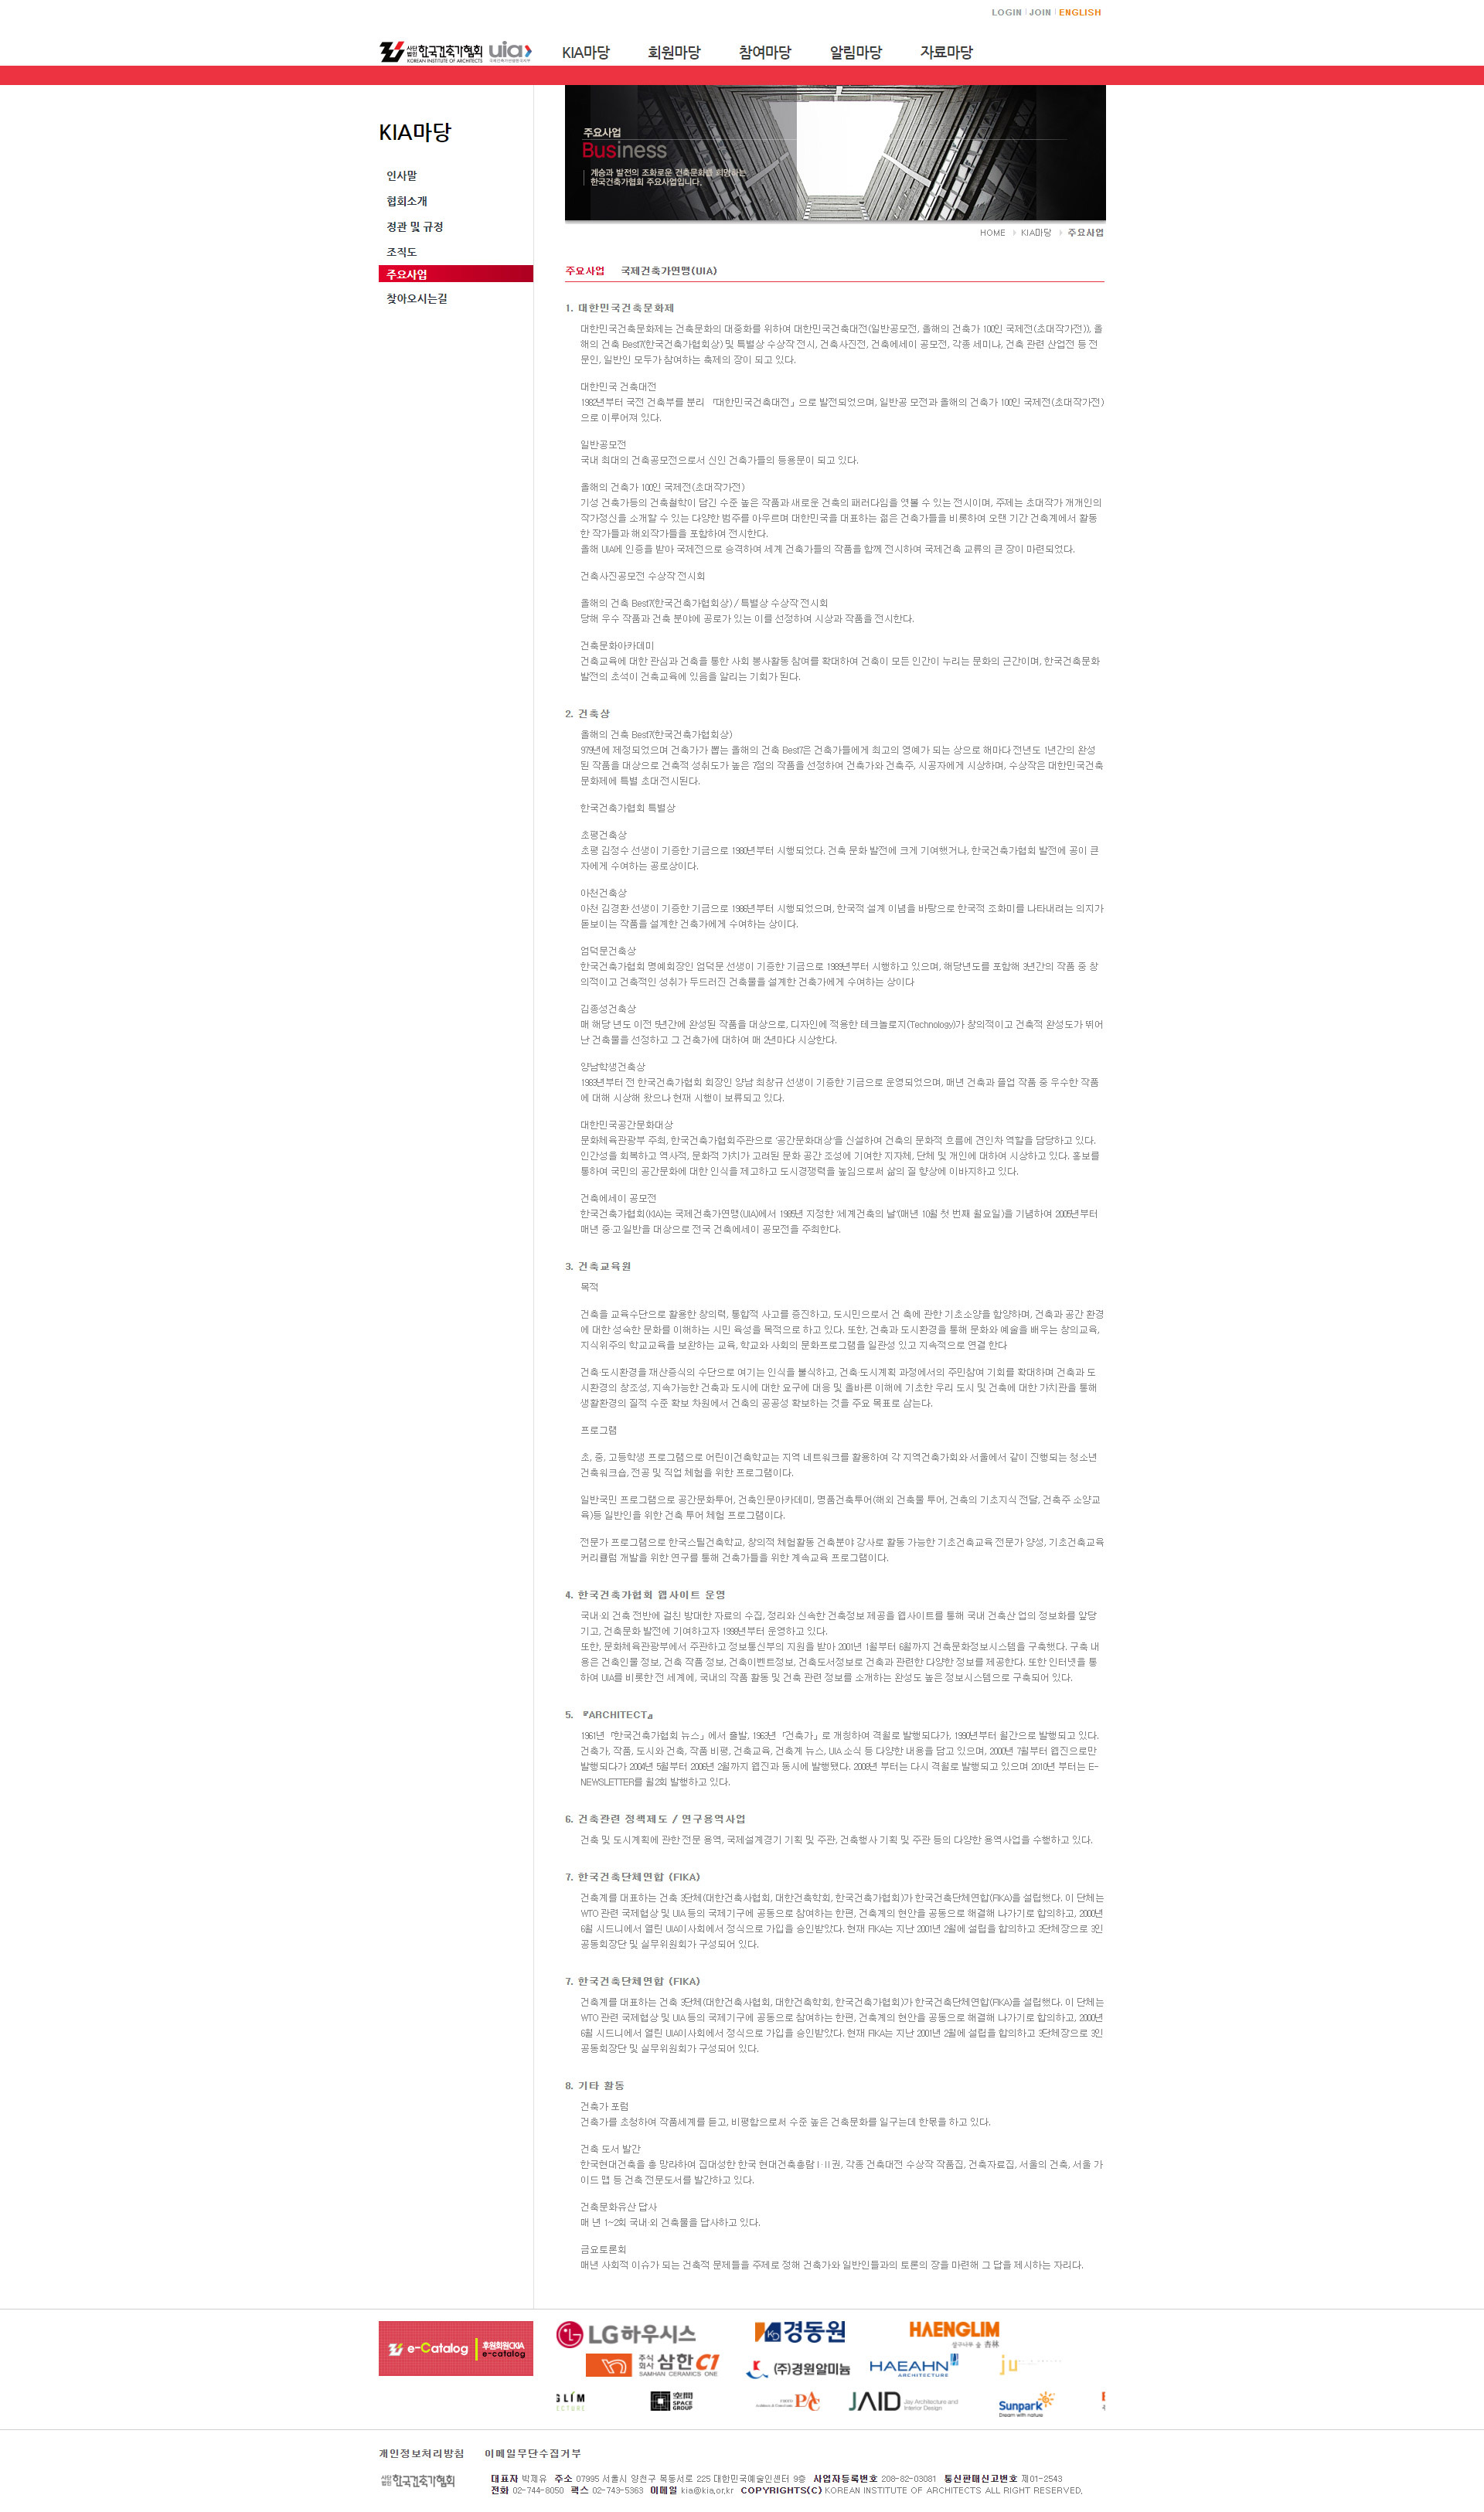 LOGIN | JOIN | ENGLISH
사단법인 한국건축가협회 KOREAN INSTITUTE OF ARCHITECTS uia
KIA마당 회원마당 참여마당 알림마당 자료마당
KIA마당
인사말
협회소개
정관 및 규정
조직도
주요사업
찾아오시는길
주요사업
Business
계승과 발전의 조화로운 건축문화를 희망하는
한국건축가협회 주요사업입니다.
HOME > KIA마당 > 주요사업
주요사업 국제건축가연맹(UIA)
1. 대한민국건축문화제
대한민국건축문화제는 건축문화의 대중화를 위하여 대한민국건축대전(일반공모전, 올해의 건축가 100인 국제전(초대작가전)), 올
해의 건축 Best7(한국건축가협회상) 및 특별상 수상작 전시, 건축사진전, 건축에세이 공모전, 각종 세미나, 건축 관련 산업전 등 전
문인, 일반인 모두가 참여하는 축제의 장이 되고 있다.
대한민국 건축대전
1982년부터 국전 건축부를 분리 「대한민국건축대전」으로 발전되었으며, 일반공 모전과 올해의 건축가 100인 국제전(초대작가전)
으로 이루어져 있다.
일반공모전
국내 최대의 건축공모전으로서 신인 건축가들의 등용문이 되고 있다.
올해의 건축가 100인 국제전(초대작가전)
기성 건축가등의 건축철학이 담긴 수준 높은 작품과 새로운 건축의 패러다임을 엿볼 수 있는 전시이며, 주제는 초대작가 개개인의
작가정신을 소개할 수 있는 다양한 범주를 아우르며 대한민국을 대표하는 젊은 건축가들을 비롯하여 오랜 기간 건축계에서 활동
한 작가들과 해외작가들을 포함하여 전시한다.
올해 UIA에 인증을 받아 국제전으로 승격하여 세계 건축가들의 작품을 함께 전시하여 국제건축 교류의 큰 장이 마련되었다.
건축사진공모전 수상작 전시회
올해의 건축 Best7(한국건축가협회상) / 특별상 수상작 전시회
당해 우수 작품과 건축 분야에 공로가 있는 이를 선정하여 시상과 작품을 전시한다.
건축문화아카데미
건축교육에 대한 관심과 건축을 통한 사회 봉사활동 참여를 확대하여 건축이 모든 인간이 누리는 문화의 근간이며, 한국건축문화
발전의 초석이 건축교육에 있음을 알리는 기회가 된다.
2. 건축상
올해의 건축 Best7(한국건축가협회상)
979년에 제정되었으며 건축가가 뽑는 올해의 건축 Best7은 건축가들에게 최고의 영예가 되는 상으로 해마다 전년도 1년간의 완성
된 작품을 대상으로 건축적 성취도가 높은 7점의 작품을 선정하여 건축가와 건축주, 시공자에게 시상하며, 수상작은 대한민국건축
문화제에 특별 초대전시된다.
한국건축가협회 특별상
초평건축상
초평 김정수 선생이 기증한 기금으로 1980년부터 시행되었다. 건축 문화 발전에 크게 기여했거나, 한국건축가협회 발전에 공이 큰
자에게 수여하는 공로상이다.
아천건축상
아천 김경환 선생이 기증한 기금으로 1986년부터 시행되었으며, 한국적 설계 이념을 바탕으로 한국적 조화미를 나타내려는 의지가
돋보이는 작품을 설계한 건축가에게 수여하는 상이다.
엄덕문건축상
한국건축가협회 명예회장인 엄덕문 선생이 기증한 기금으로 1989년부터 시행하고 있으며, 해당년도를 포함해 3년간의 작품 중 창
의적이고 건축적인 성취가 두드러진 건축물을 설계한 건축가에게 수여하는 상이다
김종성건축상
매 해당 년도 이전 5년간에 완성된 작품을 대상으로, 디자인에 적용한 테크놀로지(Technology)가 창의적이고 건축적 완성도가 뛰어
난 건축물을 선정하고 그 건축가에 대하여 매 2년마다 시상한다.
양남학생건축상
1983년부터 전 한국건축가협회 회장인 양남 최창규 선생이 기증한 기금으로 운영되었으며, 매년 건축과 졸업 작품 중 우수한 작품
에 대해 시상해 왔으나 현재 시행이 보류되고 있다.
대한민국공간문화대상
문화체육관광부 주최, 한국건축가협회주관으로 '공간문화대상'을 신설하여 건축의 문화적 흐름에 견인차 역할을 담당하고 있다.
인간성을 회복하고 역사적, 문화적 가치가 고려된 문화 공간 조성에 기여한 지자체, 단체 및 개인에 대하여 시상하고 있다. 홍보를
통하여 국민의 공간문화에 대한 인식을 제고하고 도시경쟁력을 높임으로써 삶의 질 향상에 이바지하고 있다.
건축에세이 공모전
한국건축가협회(KIA)는 국제건축가연맹(UIA)에서 1985년 지정한 '세계건축의 날'(매년 10월 첫 번째 월요일)을 기념하여 2005년부터
매년 중·고·일반을 대상으로 전국 건축에세이 공모전을 주최한다.
3. 건축교육원
목적
건축을 교육수단으로 활용한 창의력, 통합적 사고를 증진하고, 도시민으로서 건 축에 관한 기초소양을 함양하며, 건축과 공간 환경
에 대한 성숙한 문화를 이해하는 시민 육성을 목적으로 하고 있다. 또한, 건축과 도시환경을 통해 문화와 예술을 배우는 창의교육,
지식위주의 학교교육을 보완하는 교육, 학교와 사회의 문화프로그램을 일관성 있고 지속적으로 연결 한다
건축·도시환경을 재산증식의 수단으로 여기는 인식을 불식하고, 건축·도시계획 과정에서의 주민참여 기회를 확대하며 건축과 도
시환경의 창조성, 지속가능한 건축과 도시에 대한 요구에 대응 및 올바른 이해에 기초한 우리 도시 및 건축에 대한 가치관을 통해
생활환경의 질적 수준 확보 차원에서 건축의 공공성 확보하는 것을 주요 목표로 삼는다.
프로그램
초, 중, 고등학생 프로그램으로 어린이건축학교는 지역 네트워크를 활용하여 각 지역건축가회와 서울에서 같이 진행되는 청소년
건축워크숍, 전공 및 직업 체험을 위한 프로그램이다.
일반국민 프로그램으로 공간문화투어, 건축인문아카데미, 명품건축투어(해외 건축물 투어, 건축의 기초지식 전달, 건축주 소양교
육)등 일반인을 위한 건축 투어 체험 프로그램이다.
전문가 프로그램으로 한국스틸건축학교, 창의적 체험활동 건축분야 강사로 활동 가능한 기초건축교육 전문가 양성, 기초건축교육
커리큘럼 개발을 위한 연구를 통해 건축가들을 위한 계속교육 프로그램이다.
4. 한국건축가협회 웹사이트 운영
국내·외 건축 전반에 걸친 방대한 자료의 수집, 정리와 신속한 건축정보 제공을 웹사이트를 통해 국내 건축산 업의 정보화를 앞당
기고, 건축문화 발전에 기여하고자 1998년부터 운영하고 있다.
또한, 문화체육관광부에서 주관하고 정보통신부의 지원을 받아 2001년 1월부터 6월까지 건축문화정보시스템을 구축했다. 구축 내
용은 건축인물 정보, 건축 작품 정보, 건축이벤트정보, 건축도서정보로 건축과 관련한 다양한 정보를 제공한다. 또한 인터넷을 통
하여 UIA를 비롯한 전 세계에, 국내의 작품 활동 및 건축 관련 정보를 소개하는 완성도 높은 정보시스템으로 구축되어 있다.
5. 『ARCHITECT』
1961년 「한국건축가협회 뉴스」에서 출발, 1963년 「건축가」로 개칭하여 격월로 발행되다가, 1990년부터 월간으로 발행되고 있다.
건축가, 작품, 도시와 건축, 작품 비평, 건축교육, 건축계 뉴스, UIA 소식 등 다양한 내용을 담고 있으며, 2000년 7월부터 웹진으로만
발행되다가 2004년 5월부터 2006년 2월까지 웹진과 동시에 발행됐다. 2008년 부터는 다시 격월로 발행되고 있으며 2010년 부터는 E-
NEWSLETTER를 월2회 발행하고 있다.
6. 건축관련 정책제도 / 연구용역사업
건축 및 도시계획에 관한 전문 용역, 국제설계경기 기획 및 주관, 건축행사 기획 및 주관 등의 다양한 용역사업을 수행하고 있다.
7. 한국건축단체연합 (FIKA)
건축계를 대표하는 건축 3단체(대한건축사협회, 대한건축학회, 한국건축가협회)가 한국건축단체연합(FIKA)을 설립했다. 이 단체는
WTO 관련 국제협상 및 UIA 등의 국제기구에 공동으로 참여하는 한편, 건축계의 현안을 공동으로 해결해 나가기로 합의하고, 2000년
6월 시드니에서 열린 UIA이사회에서 정식으로 가입을 승인받았다. 현재 FIKA는 지난 2001년 2월에 설립을 합의하고 3단체장으로 3인
공동회장단 및 실무위원회가 구성되어 있다.
7. 한국건축단체연합 (FIKA)
건축계를 대표하는 건축 3단체(대한건축사협회, 대한건축학회, 한국건축가협회)가 한국건축단체연합(FIKA)을 설립했다. 이 단체는
WTO 관련 국제협상 및 UIA 등의 국제기구에 공동으로 참여하는 한편, 건축계의 현안을 공동으로 해결해 나가기로 합의하고, 2000년
6월 시드니에서 열린 UIA이사회에서 정식으로 가입을 승인받았다. 현재 FIKA는 지난 2001년 2월에 설립을 합의하고 3단체장으로 3인
공동회장단 및 실무위원회가 구성되어 있다.
8. 기타 활동
건축가 포럼
건축가를 초청하여 작품세계를 듣고, 비평함으로써 수준 높은 건축문화를 일구는데 한몫을 하고 있다.
건축 도서 발간
한국현대건축을 총 망라하여 집대성한 한국 현대건축총람 I·II권, 각종 건축대전 수상작 작품집, 건축자료집, 서울의 건축, 서울 가
이드 맵 등 건축 전문도서를 발간하고 있다.
건축문화유산 답사
매 년 1~2회 국내·외 건축물을 답사하고 있다.
금요토론회
매년 사회적 이슈가 되는 건축적 문제들을 주제로 정해 건축가와 일반인들과의 토론의 장을 마련해 그 답을 제시하는 자리다.
e-Catalog 후원회원CKIA e-catalog
LG하우시스 경동원 HAENGLIM
주식회사 삼한C1 SAMHAN CERAMICS ONE (주)경원알미늄 HAEAHN ARCHITECTURE ju
GLIM ECTURE 空間 SPACE GROUP PAC JAID Jay Architecture and Interior Design Sunpark Dream with nature
개인정보처리방침 이메일무단수집거부
사단법인 한국건축가협회
대표자 박제유 주소 07995 서울시 양천구 목동서로 225 대한민국예술인센터 9층 사업자등록번호 208-82-03081 통신판매신고번호 제01-2543
전화 02-744-8050 팩스 02-743-5363 이메일 kia@kia.or.kr COPYRIGHTS(C) KOREAN INSTITUTE OF ARCHITECTS ALL RIGHT RESERVED.